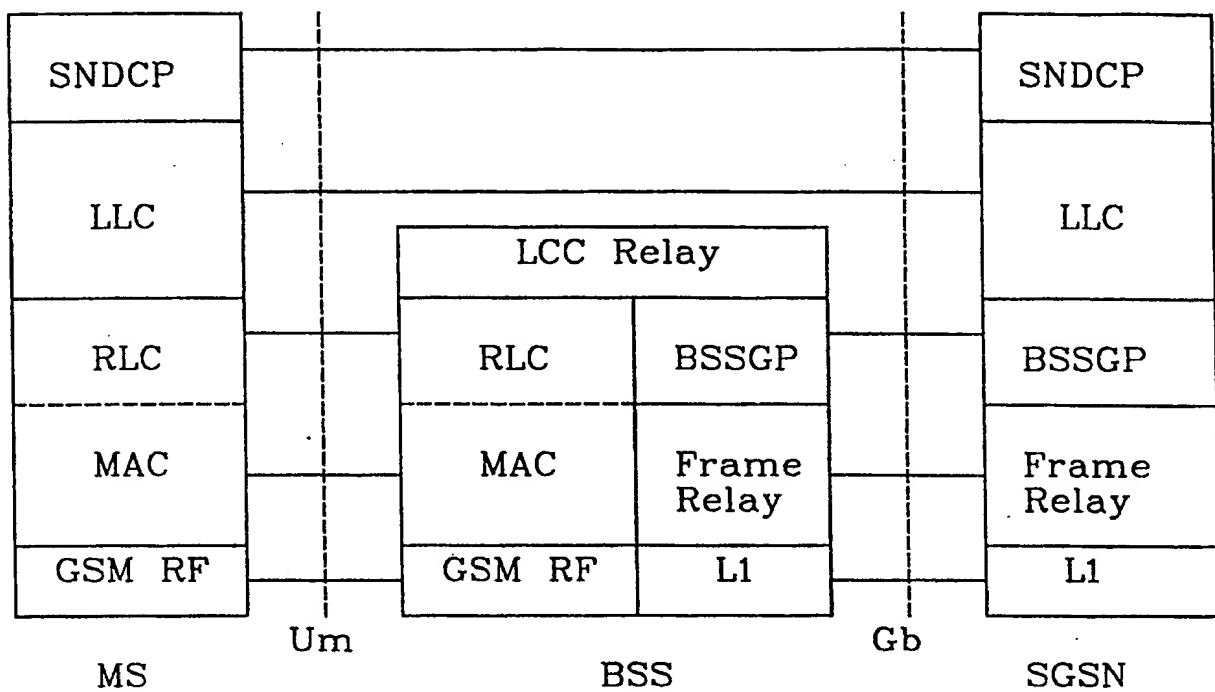 SNDCP
LLC
RLC
MAC
GSM RF
MS
Um
LCC Relay
RLC
BSSGP
MAC
Frame
Relay
GSM RF
L1
BSS
Gb
SNDCP
LLC
BSSGP
Frame
Relay
L1
SGSN